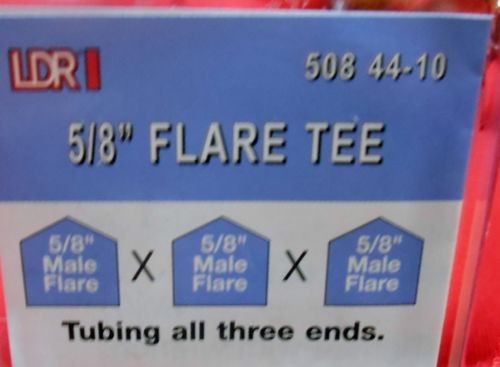 LDR 508 44-10
5/8" FLARE TEE
5/8" 5/8" 5/8"
Male X Male X Male
Flare Flare Flare
Tubing all three ends.